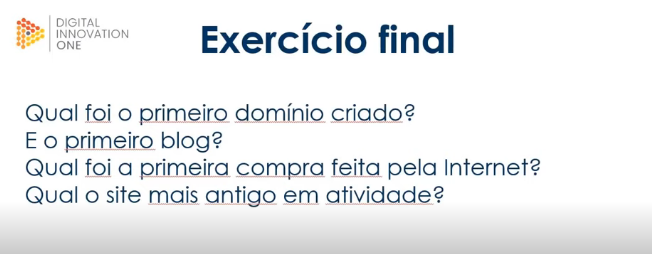 DIGITAL
INNOVATION
ONE
Exercício final
Qual foi o primeiro domínio criado?
E o primeiro blog?
Qual foi a primeira compra feita pela Internet?
Qual o site mais antigo em atividade?